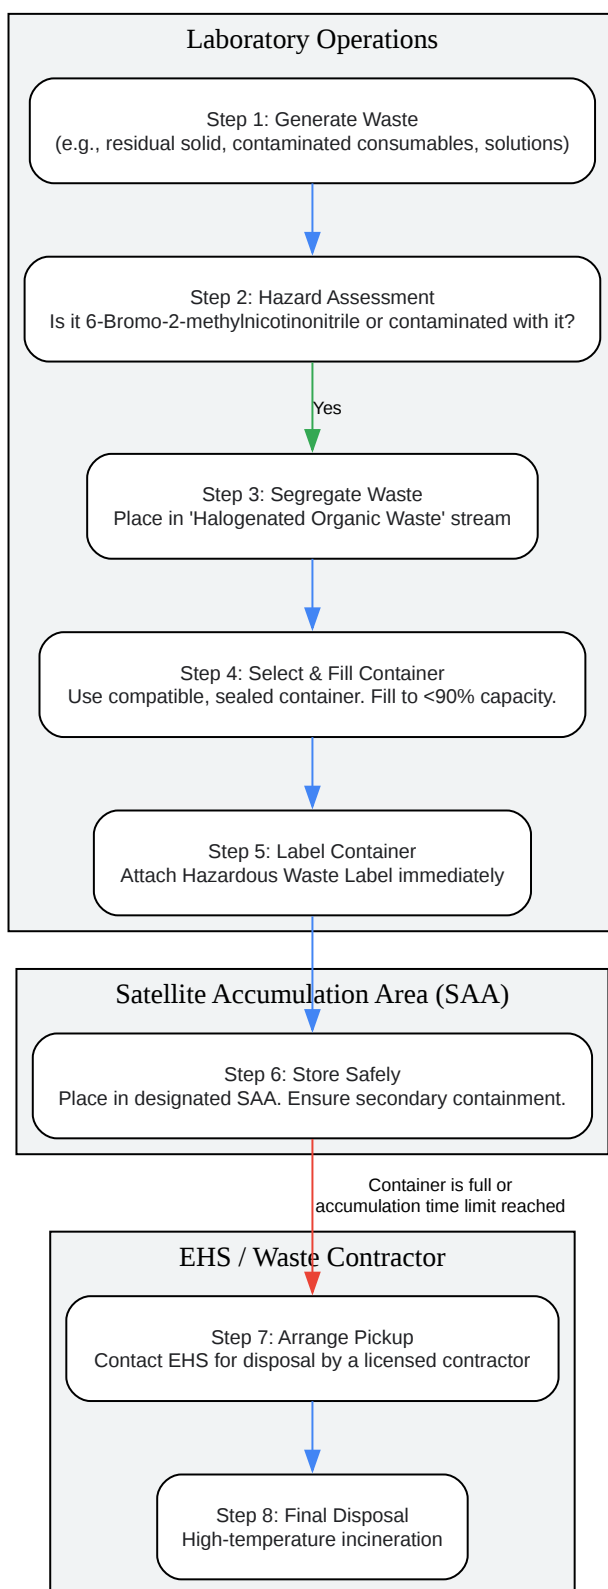 Laboratory Operations
Step 1: Generate Waste
(e.g., residual solid, contaminated consumables, solutions)
Step 2: Hazard Assessment
Is it 6-Bromo-2-methylnicotinonitrile or contaminated with it?
Yes
Step 3: Segregate Waste
Place in 'Halogenated Organic Waste' stream
Step 4: Select & Fill Container
Use compatible, sealed container. Fill to <90% capacity.
Step 5: Label Container
Attach Hazardous Waste Label immediately
Satellite Accumulation Area (SAA)
Step 6: Store Safely
Place in designated SAA. Ensure secondary containment.
Container is full or
accumulation time limit reached
EHS / Waste Contractor
Step 7: Arrange Pickup
Contact EHS for disposal by a licensed contractor
Step 8: Final Disposal
High-temperature incineration